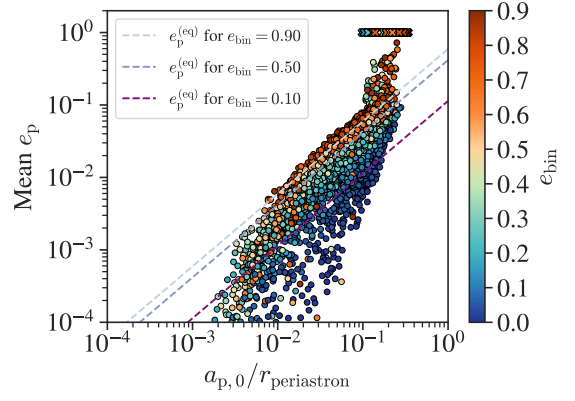 e_p^(eq) for e_bin = 0.90
e_p^(eq) for e_bin = 0.50
e_p^(eq) for e_bin = 0.10
10^0
10^−1
10^−2
10^−3
10^−4
Mean e_p
10^−4 10^−3 10^−2 10^−1 10^0
a_p,0/r_periastron
0.9
0.8
0.7
0.6
0.5
0.4
0.3
0.2
0.1
0.0
e_bin